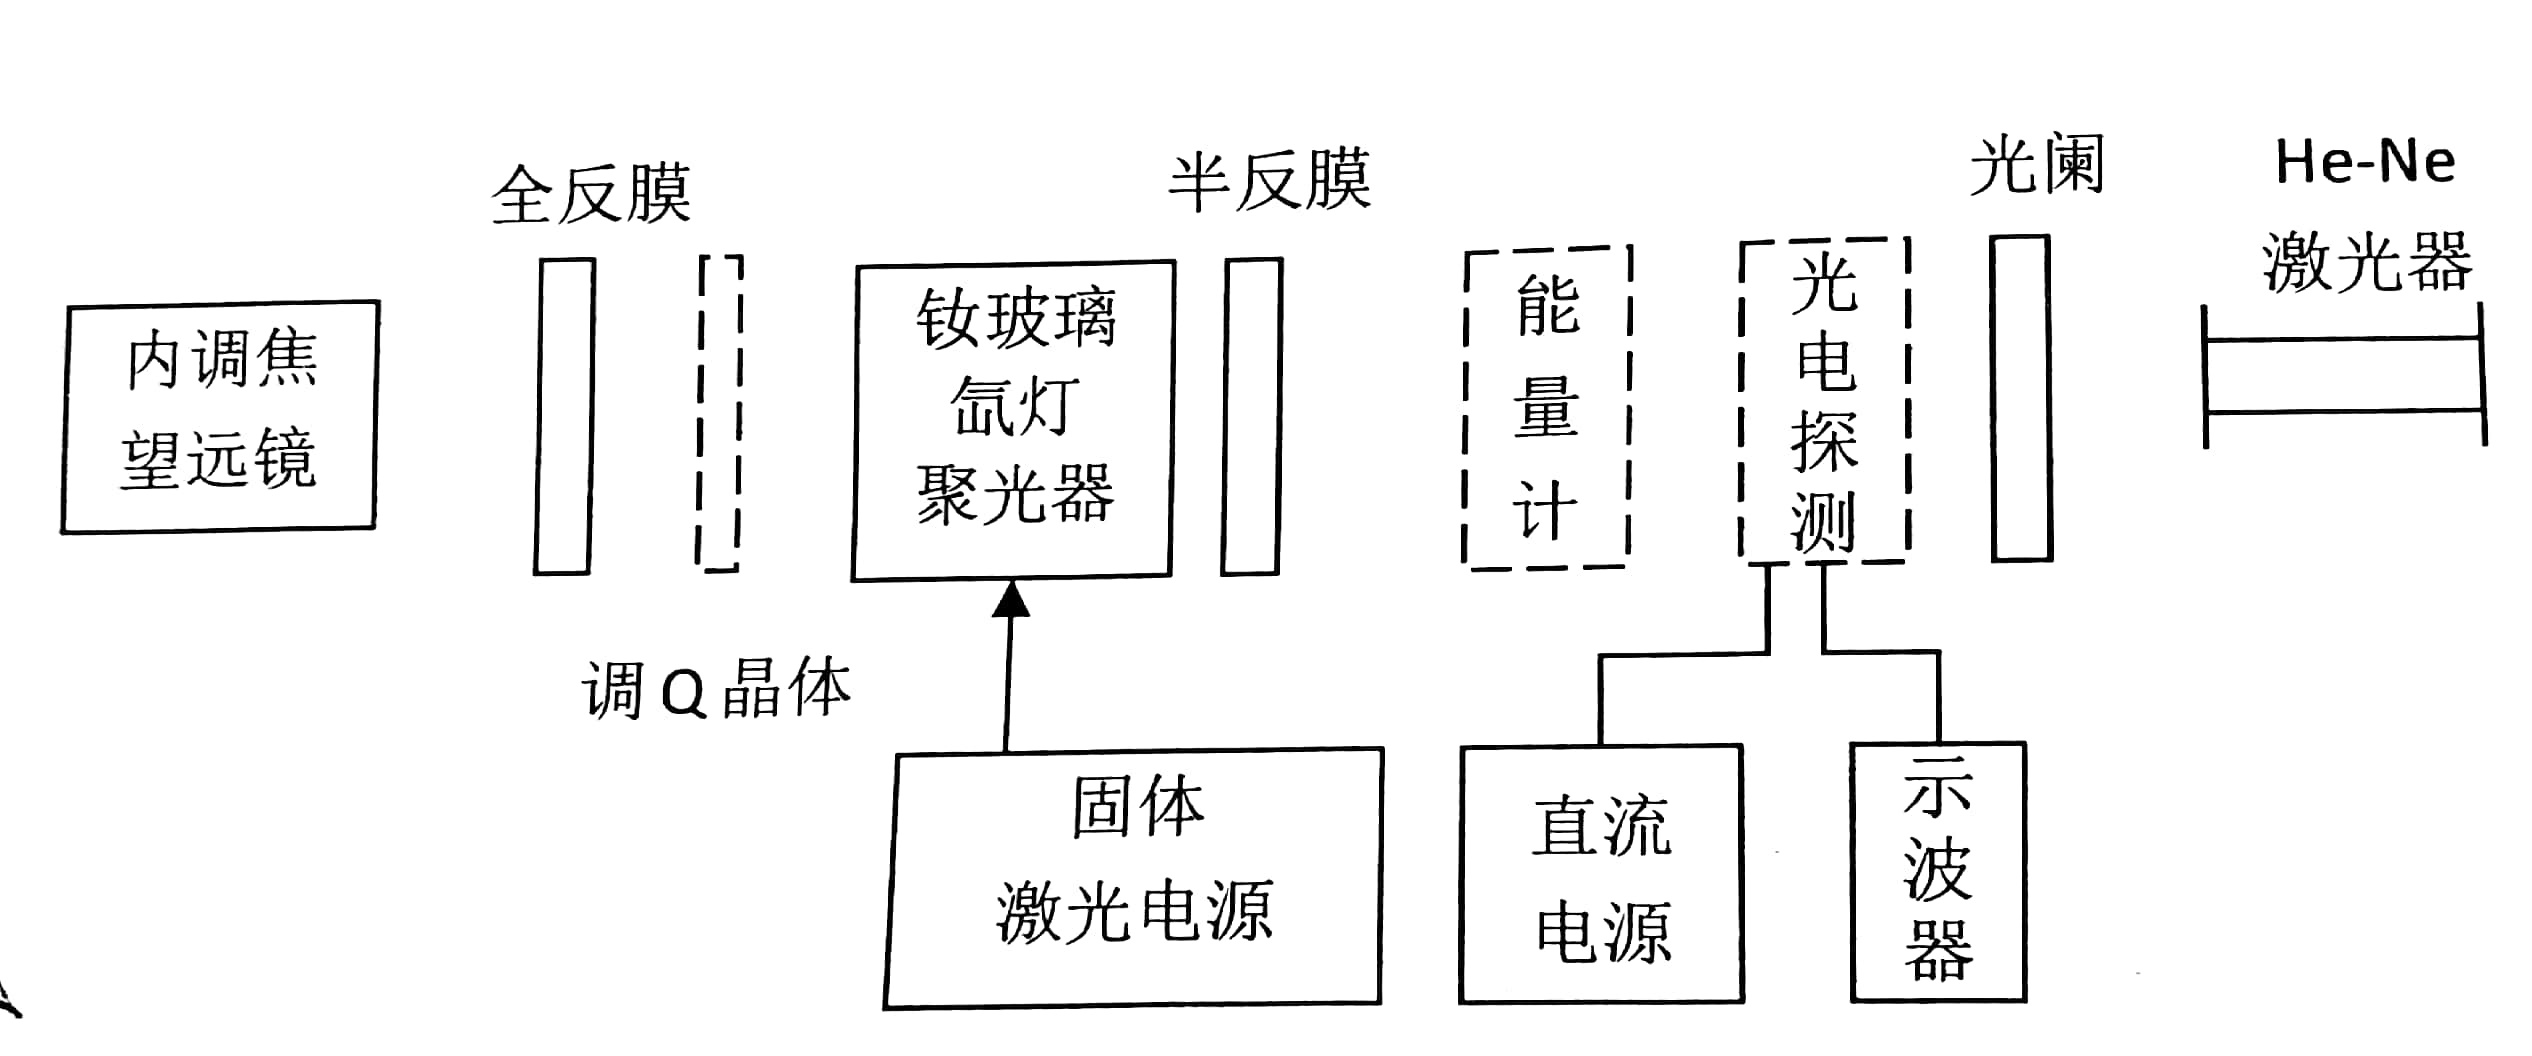 全反膜
半反膜
光阑
He-Ne
激光器
内调焦
望远镜
钕玻璃
氙灯
聚光器
能
量
计
光
电
探
测
调Q晶体
固体
激光电源
直流
电源
示
波
器